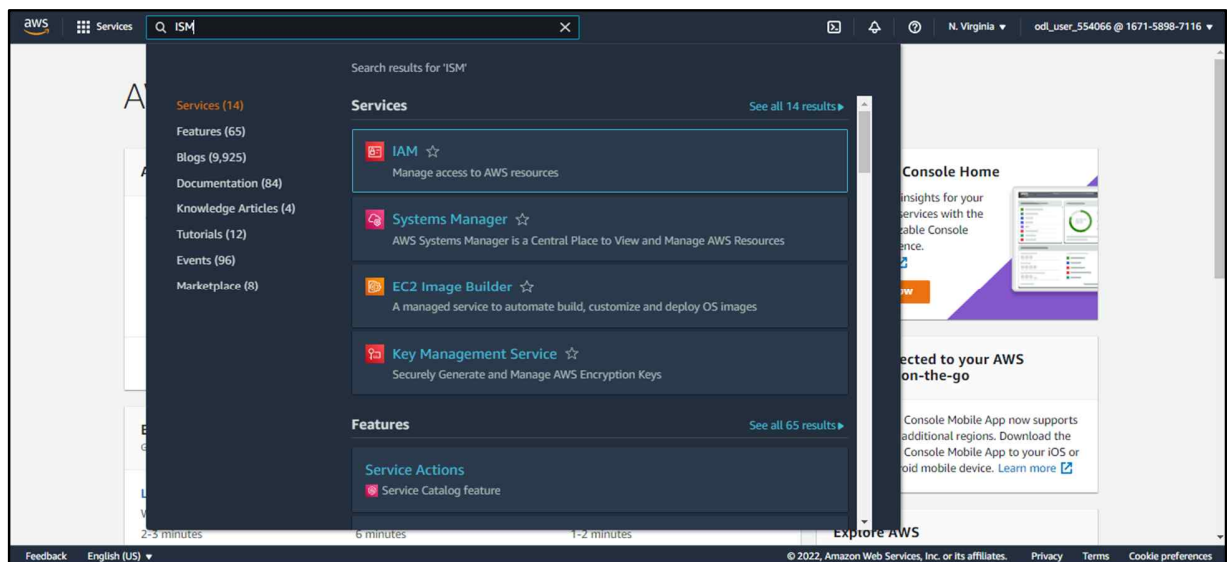 aws
Services
ISM
N. Virginia ▼
odl_user_554066 @ 1671-5898-7116 ▼
Search results for 'ISM'
Services (14)
Features (65)
Blogs (9,925)
Documentation (84)
Knowledge Articles (4)
Tutorials (12)
Events (96)
Marketplace (8)
Services
See all 14 results ▶
IAM
Manage access to AWS resources
Systems Manager
AWS Systems Manager is a Central Place to View and Manage AWS Resources
EC2 Image Builder
A managed service to automate build, customize and deploy OS images
Key Management Service
Securely Generate and Manage AWS Encryption Keys
Features
See all 65 results ▶
Service Actions
Service Catalog feature
2-3 minutes
6 minutes
1-2 minutes
Console Home
insights for your
services with the
Console
ected to your AWS
on-the-go
Console Mobile App now supports
additional regions. Download the
Console Mobile App to your iOS or
oid mobile device. Learn more
Explore AWS
Feedback
English (US) ▼
© 2022, Amazon Web Services, Inc. or its affiliates.
Privacy
Terms
Cookie preferences